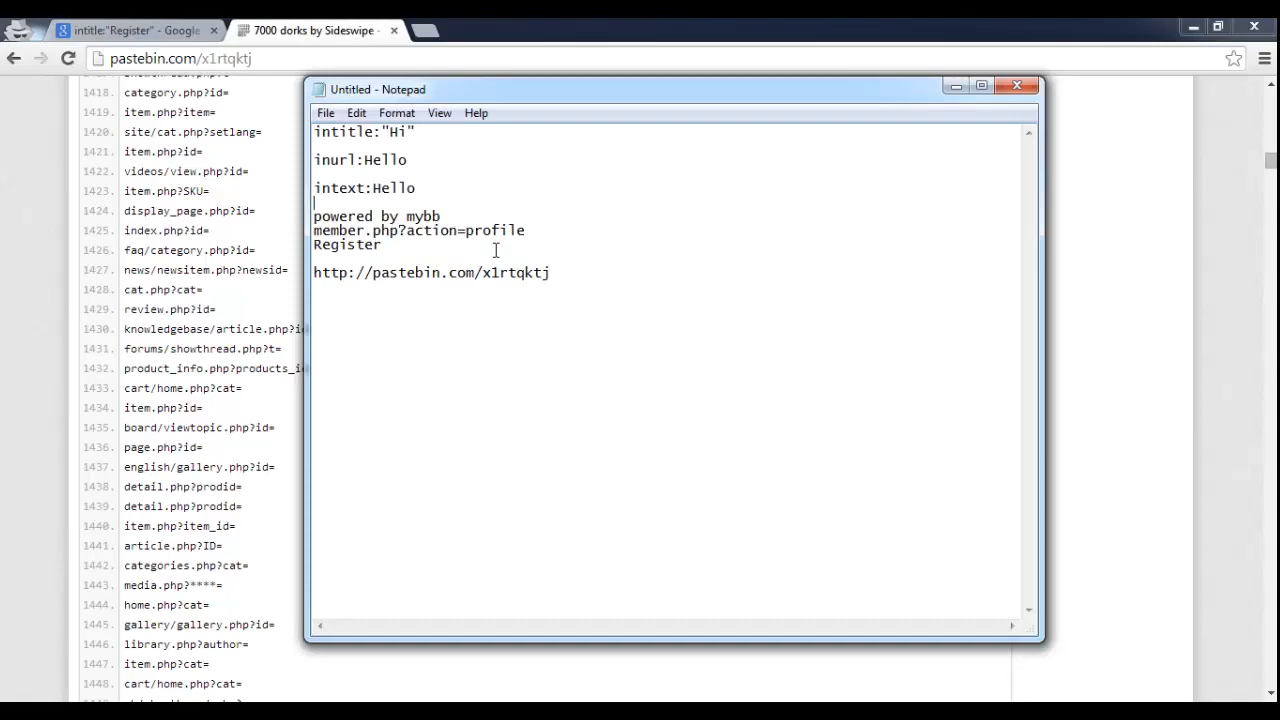 intitle:"Register" - Google
7000 dorks by Sideswipe -
pastebin.com/x1rtqktj
1418. category.php?id=
1419. item.php?item=
1420. site/cat.php?setlang=
1421. item.php?id=
1422. videos/view.php?id=
1423. item.php?SKU=
1424. display_page.php?id=
1425. index.php?id=
1426. faq/category.php?id=
1427. news/newsitem.php?newsid=
1428. cat.php?cat=
1429. review.php?id=
1430. knowledgebase/article.php?id
1431. forums/showthread.php?t=
1432. product_info.php?products_id
1433. cart/home.php?cat=
1434. item.php?id=
1435. board/viewtopic.php?id=
1436. page.php?id=
1437. english/gallery.php?id=
1438. detail.php?prodid=
1439. detail.php?prodid=
1440. item.php?item_id=
1441. article.php?ID=
1442. categories.php?cat=
1443. media.php?****=
1444. home.php?cat=
1445. gallery/gallery.php?id=
1446. library.php?author=
1447. item.php?cat=
1448. cart/home.php?cat=
Untitled - Notepad
File Edit Format View Help
intitle:"Hi"
inurl:Hello
intext:Hello
powered by mybb
member.php?action=profile
Register
http://pastebin.com/x1rtqktj